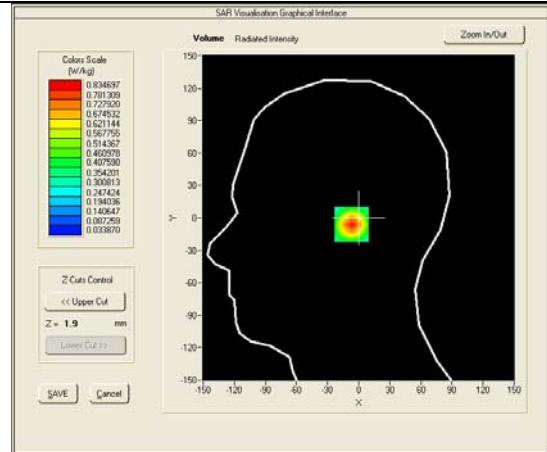 SAR Visualisation Graphical Interface
Volume Radiated Intensity
Zoom In/Out
Colors Scale
(W/kg)
0.834697
0.781309
0.727920
0.674532
0.621144
0.567755
0.514367
0.460978
0.407590
0.354201
0.300813
0.247424
0.194036
0.140647
0.087259
0.033870
Z Cuts Control
<< Upper Cut
Z = 1.9 mm
Lower Cut >>
SAVE Cancel
150
120
90
60
30
0
-30
-60
-90
-120
-150
Y
-150 -120 -90 -60 -30 0 30 60 90 120 150
X